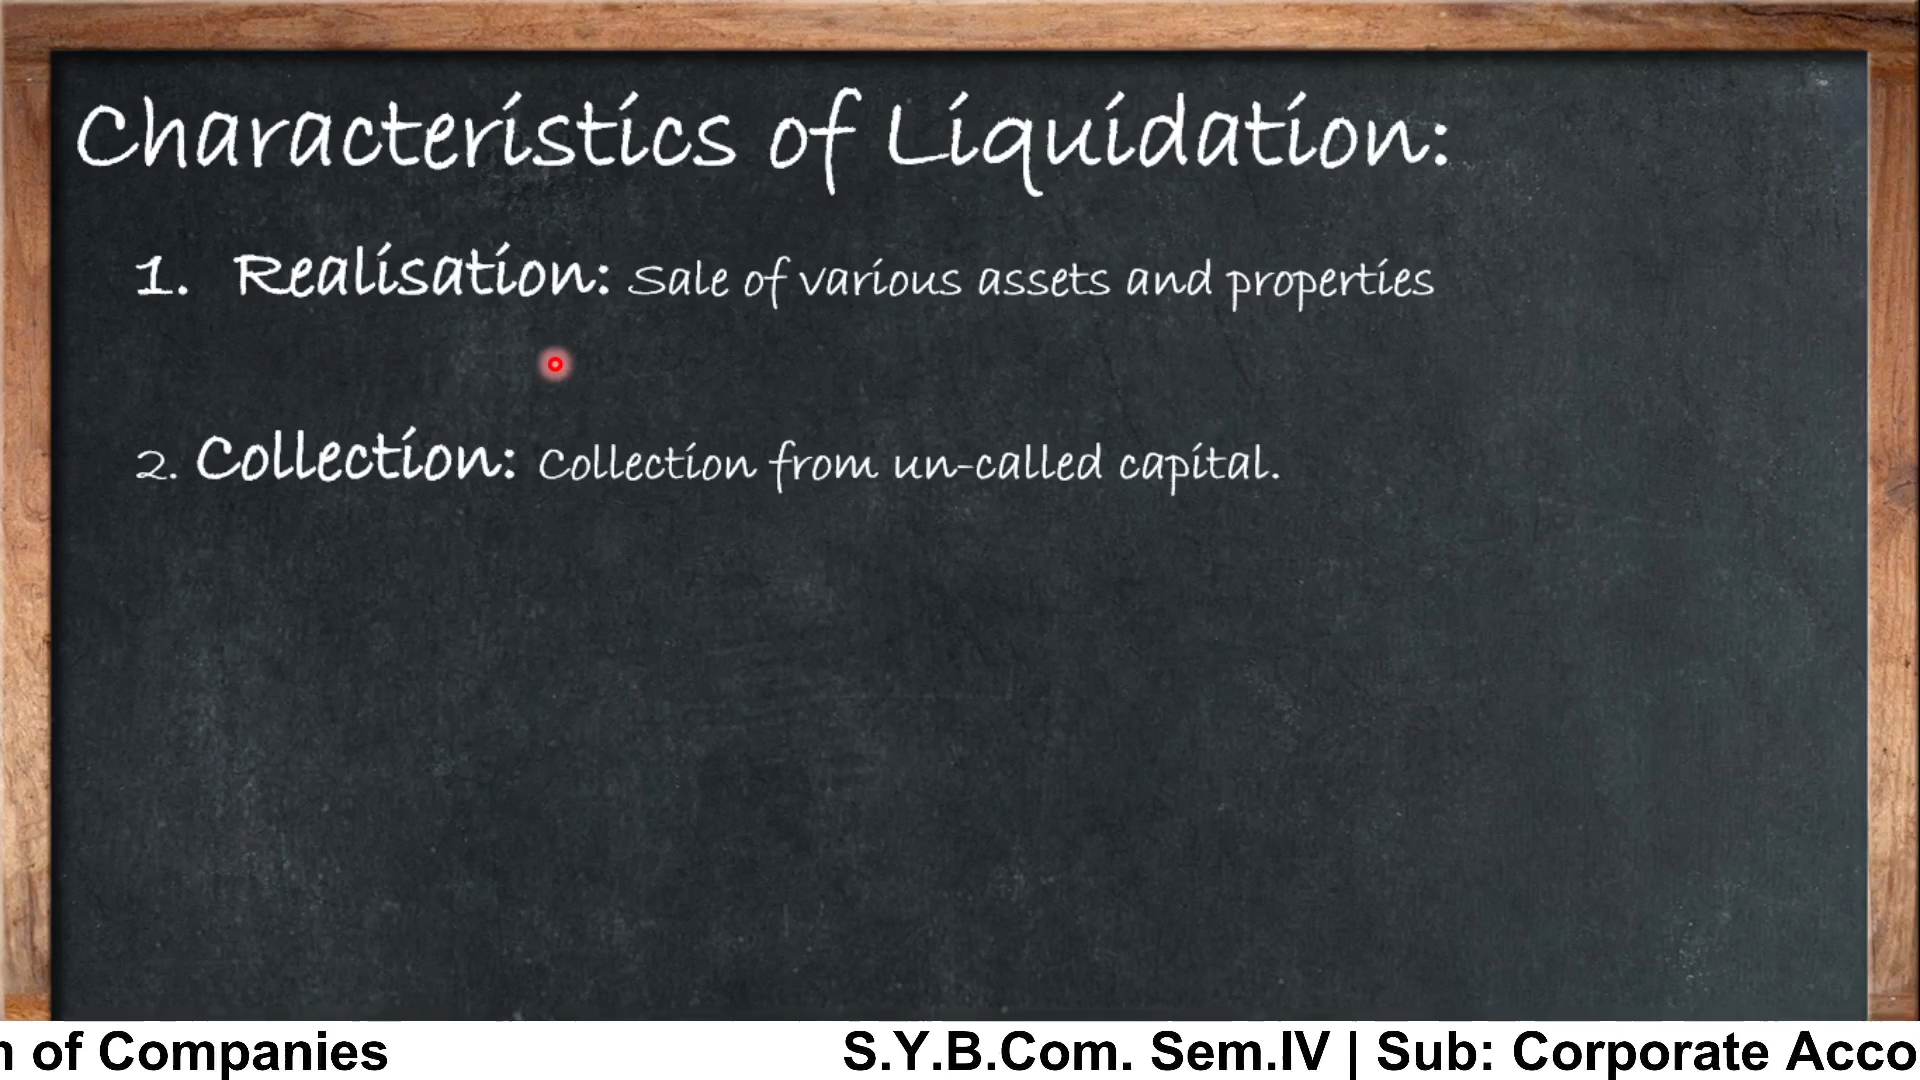 Characteristics of Liquidation:
1. Realisation: Sale of various assets and properties
2. Collection: Collection from un-called capital.
of Companies S.Y.B.Com. Sem.IV | Sub: Corporate